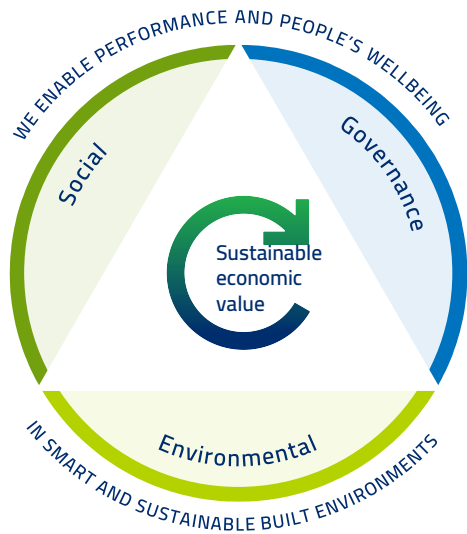 WE ENABLE PERFORMANCE AND PEOPLE'S WELLBEING
Social
Governance
Sustainable
economic
value
Environmental
IN SMART AND SUSTAINABLE BUILT ENVIRONMENTS